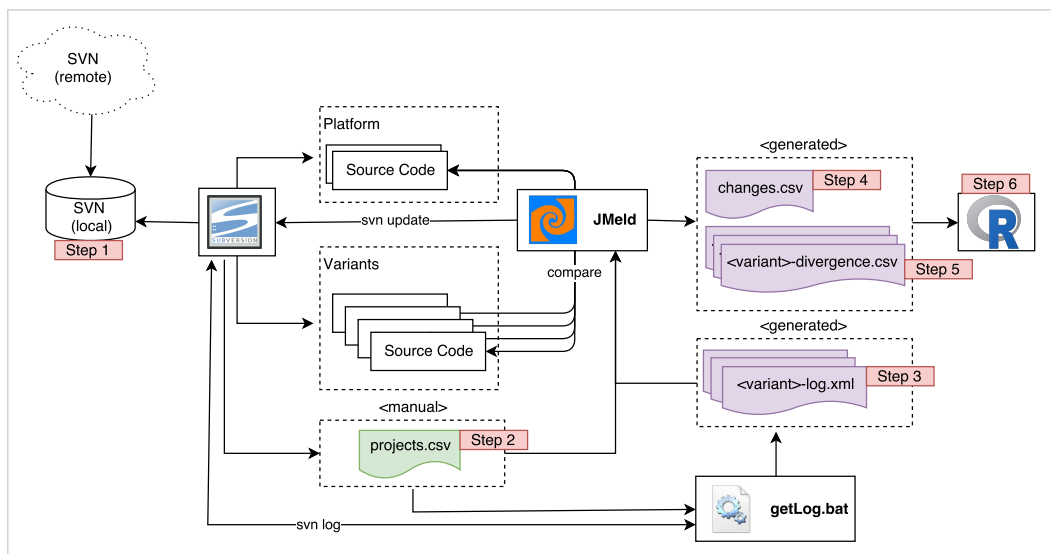 SVN
(remote)
SVN
(local)
Step 1
SUBVERSION
Platform
Source Code
svn update
JMeld
compare
Variants
Source Code
<manual>
projects.csv
Step 2
svn log
<generated>
changes.csv
Step 4
<variant>-divergence.csv
Step 5
Step 6
R
<generated>
<variant>-log.xml
Step 3
getLog.bat